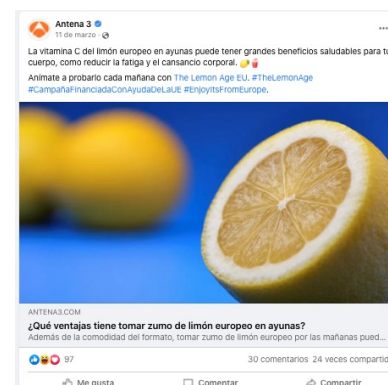 Antena 3
11 de marzo ·
La vitamina C del limón europeo en ayunas puede tener grandes beneficios saludables para tu
cuerpo, como reducir la fatiga y el cansancio corporal. 🍋🧃
Anímate a probarlo cada mañana con The Lemon Age EU. #TheLemonAge
#CampañaFinanciadaConAyudaDeLaUE #EnjoyItsFromEurope.
ANTENA3.COM
¿Qué ventajas tiene tomar zumo de limón europeo en ayunas?
Además de la comodidad del formato, tomar zumo de limón europeo por las mañanas pued...
97
30 comentarios 24 veces compartid
Me gusta
Comentar
Compartir